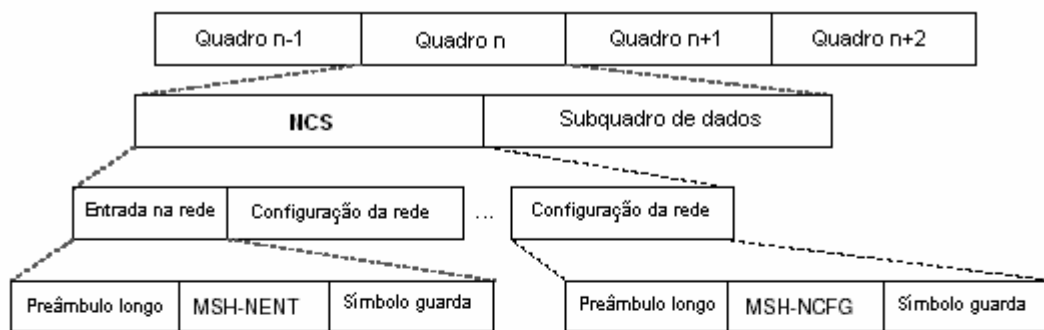 Quadro n-1 Quadro n Quadro n+1 Quadro n+2
NCS Subquadro de dados
Entrada na rede Configuração da rede ... Configuração da rede
Preâmbulo longo MSH-NENT Símbolo guarda Preâmbulo longo MSH-NCFG Símbolo guarda